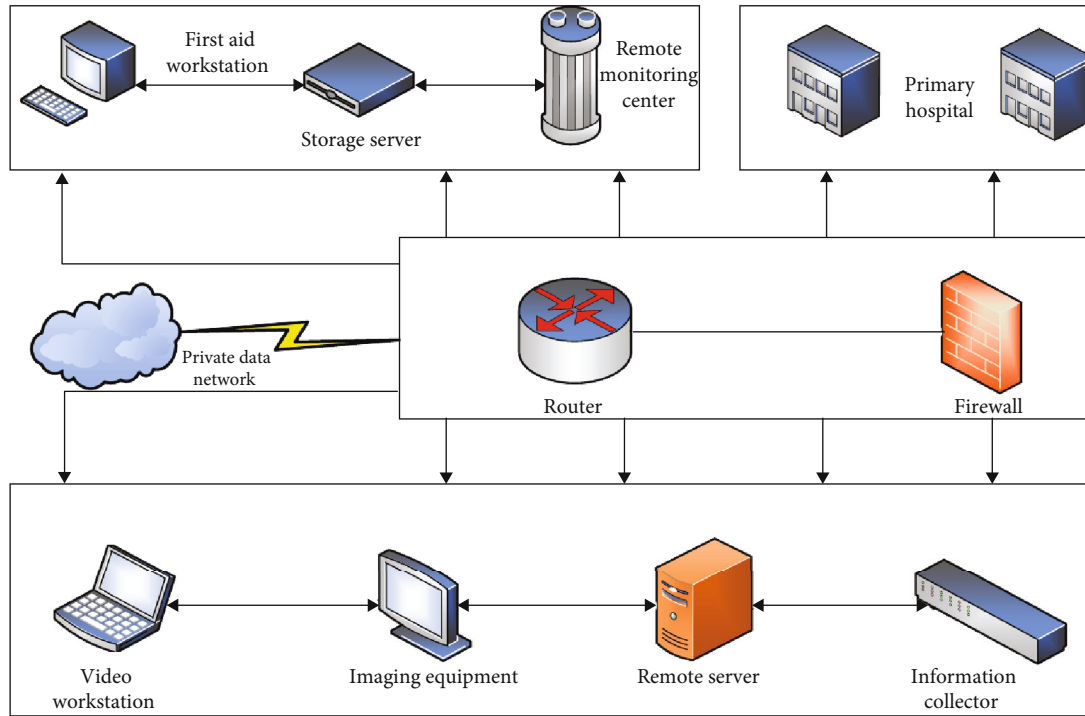 First aid
workstation
Storage server
Remote
monitoring
center
Primary
hospital
Private data
network
Router
Firewall
Video
workstation
Imaging equipment
Remote server
Information
collector